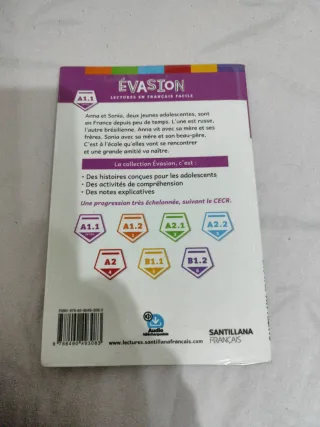 ÉVASION
LECTURES EN FRANÇAIS FACILE
A1.1
Anna et Sonia, deux jeunes adolescentes, sont
en France depuis peu de temps. L'une est russe,
l'autre brésilienne. Anna vit avec sa mère et ses
frères. Sonia avec sa mère et son beau-père.
C'est à l'école qu'elles vont se rencontrer
et une grande amitié va naître.
La collection Évasion, c'est :
• Des histoires conçues pour les adolescents
• Des activités de compréhension
• Des notes explicatives
Une progression très échelonnée, suivant le CECR.
A1.1 A1.2 A2.1 A2.2
A2 B1.1 B1.2
Audio
téléchargeable
SANTILLANA
FRANÇAIS
www.lectures.santillanafrancais.com